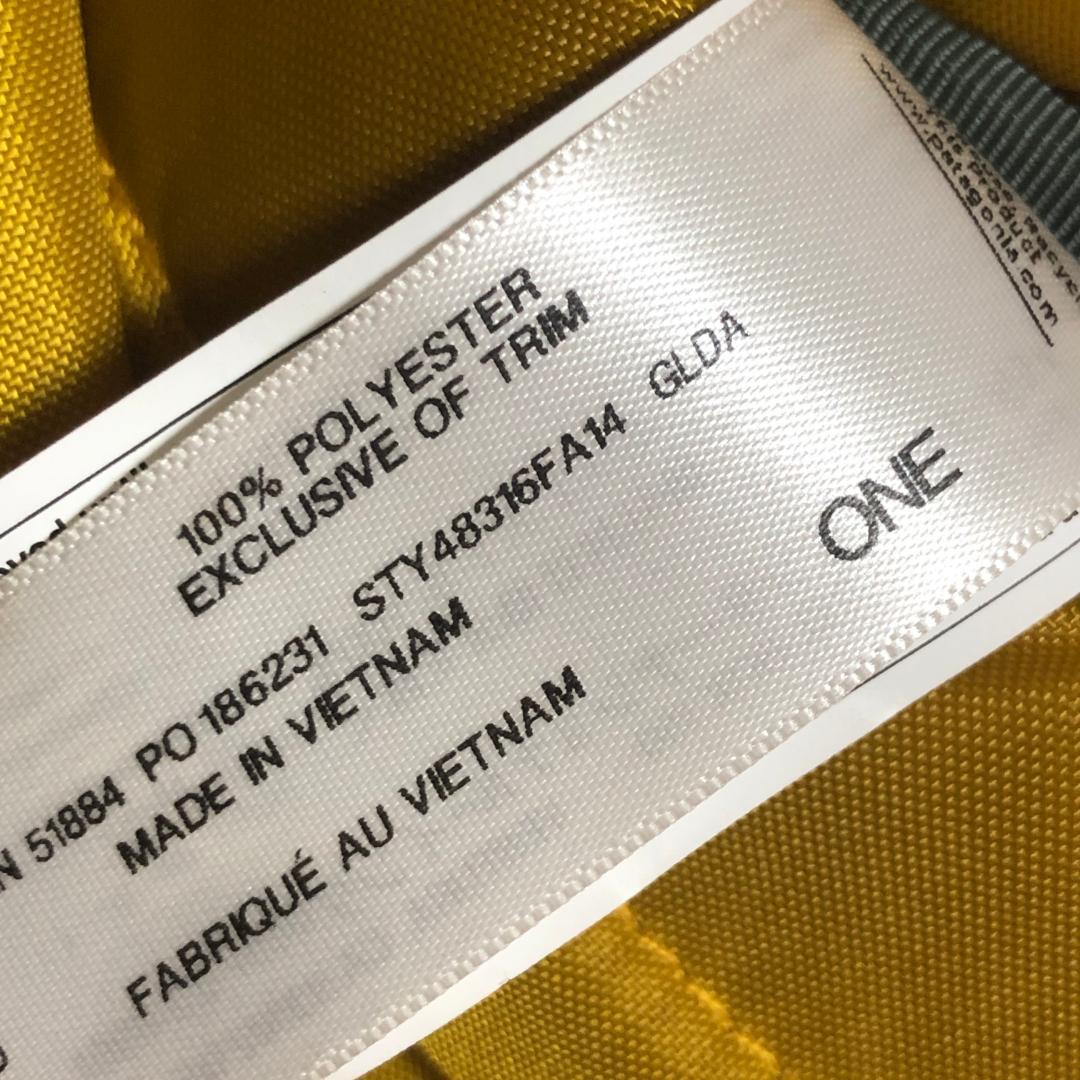 100% POLYESTER
EXCLUSIVE OF TRIM
N 51884 PO 186231 STY48316FA14 GLDA
MADE IN VIETNAM
FABRIQUÉ AU VIETNAM
ONE
www.patagonia.com
product